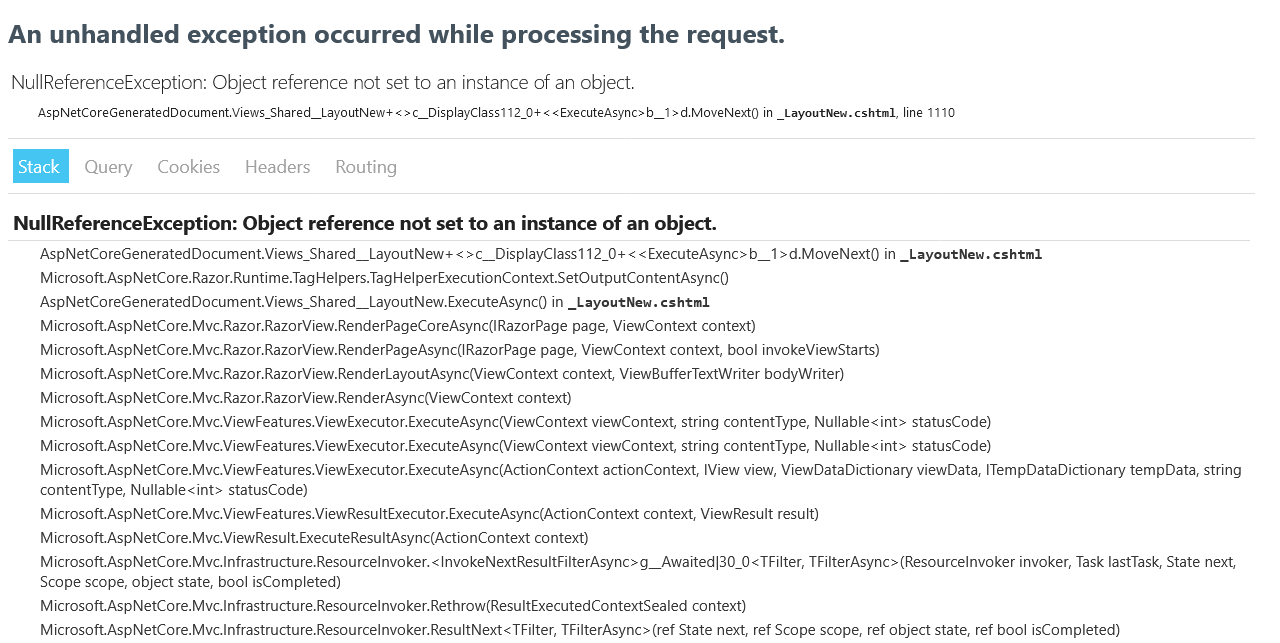 An unhandled exception occurred while processing the request.
NullReferenceException: Object reference not set to an instance of an object.
AspNetCoreGeneratedDocument.Views_Shared__LayoutNew+<>c__DisplayClass112_0+<<ExecuteAsync>b__1>d.MoveNext() in _LayoutNew.cshtml, line 1110
Stack Query Cookies Headers Routing
NullReferenceException: Object reference not set to an instance of an object.
AspNetCoreGeneratedDocument.Views_Shared__LayoutNew+<>c__DisplayClass112_0+<<ExecuteAsync>b__1>d.MoveNext() in _LayoutNew.cshtml
Microsoft.AspNetCore.Razor.Runtime.TagHelpers.TagHelperExecutionContext.SetOutputContentAsync()
AspNetCoreGeneratedDocument.Views_Shared__LayoutNew.ExecuteAsync() in _LayoutNew.cshtml
Microsoft.AspNetCore.Mvc.Razor.RazorView.RenderPageCoreAsync(IRazorPage page, ViewContext context)
Microsoft.AspNetCore.Mvc.Razor.RazorView.RenderPageAsync(IRazorPage page, ViewContext context, bool invokeViewStarts)
Microsoft.AspNetCore.Mvc.Razor.RazorView.RenderLayoutAsync(ViewContext context, ViewBufferTextWriter bodyWriter)
Microsoft.AspNetCore.Mvc.Razor.RazorView.RenderAsync(ViewContext context)
Microsoft.AspNetCore.Mvc.ViewFeatures.ViewExecutor.ExecuteAsync(ViewContext viewContext, string contentType, Nullable<int> statusCode)
Microsoft.AspNetCore.Mvc.ViewFeatures.ViewExecutor.ExecuteAsync(ViewContext viewContext, string contentType, Nullable<int> statusCode)
Microsoft.AspNetCore.Mvc.ViewFeatures.ViewExecutor.ExecuteAsync(ActionContext actionContext, IView view, ViewDataDictionary viewData, ITempDataDictionary tempData, string
contentType, Nullable<int> statusCode)
Microsoft.AspNetCore.Mvc.ViewFeatures.ViewResultExecutor.ExecuteAsync(ActionContext context, ViewResult result)
Microsoft.AspNetCore.Mvc.ViewResult.ExecuteResultAsync(ActionContext context)
Microsoft.AspNetCore.Mvc.Infrastructure.ResourceInvoker.<InvokeNextResultFilterAsync>g__Awaited|30_0<TFilter, TFilterAsync>(ResourceInvoker invoker, Task lastTask, State next,
Scope scope, object state, bool isCompleted)
Microsoft.AspNetCore.Mvc.Infrastructure.ResourceInvoker.Rethrow(ResultExecutedContextSealed context)
Microsoft.AspNetCore.Mvc.Infrastructure.ResourceInvoker.ResultNext<TFilter, TFilterAsync>(ref State next, ref Scope scope, ref object state, ref bool isCompleted)